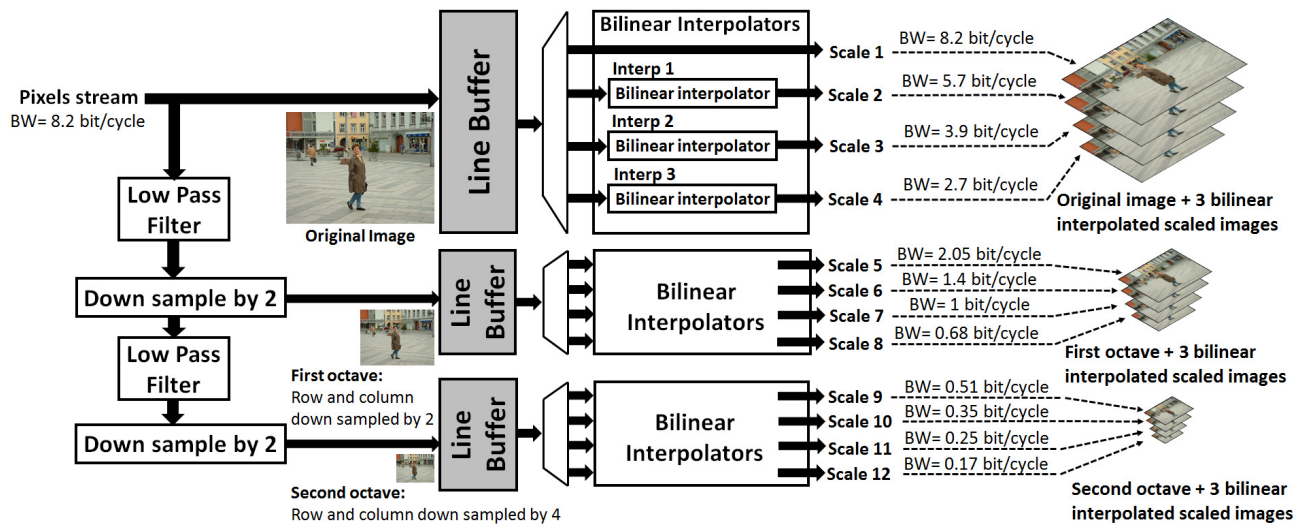 Pixels stream
BW= 8.2 bit/cycle
Low Pass
Filter
Down sample by 2
Low Pass
Filter
Down sample by 2
Original Image
First octave:
Row and column
down sampled by 2
Second octave:
Row and column down sampled by 4
Line Buffer
Line
Buffer
Line
Buffer
Bilinear Interpolators
Interp 1
Bilinear interpolator
Interp 2
Bilinear interpolator
Interp 3
Bilinear interpolator
Bilinear
Interpolators
Bilinear
Interpolators
Scale 1
BW= 8.2 bit/cycle
Scale 2
BW= 5.7 bit/cycle
Scale 3
BW= 3.9 bit/cycle
Scale 4
BW= 2.7 bit/cycle
Original image + 3 bilinear
interpolated scaled images
Scale 5
BW= 2.05 bit/cycle
Scale 6
BW= 1.4 bit/cycle
Scale 7
BW= 1 bit/cycle
Scale 8
BW= 0.68 bit/cycle
First octave + 3 bilinear
interpolated scaled images
Scale 9
BW= 0.51 bit/cycle
Scale 10
BW= 0.35 bit/cycle
Scale 11
BW= 0.25 bit/cycle
Scale 12
BW= 0.17 bit/cycle
Second octave + 3 bilinear
interpolated scaled images